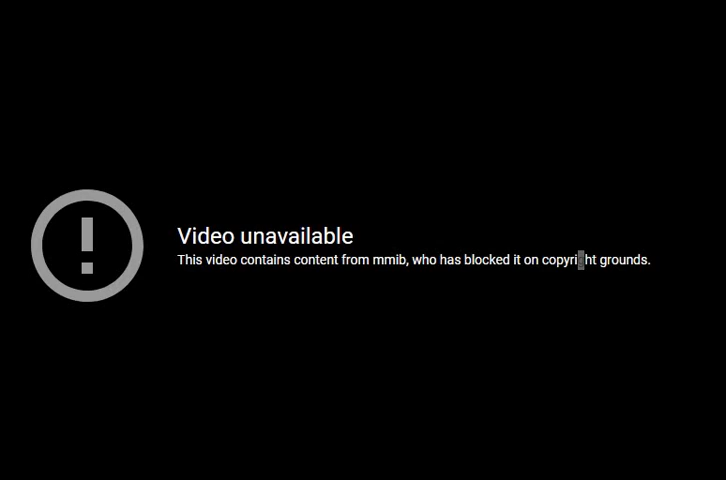 Video unavailable
This video contains content from mmib, who has blocked it on copyright grounds.